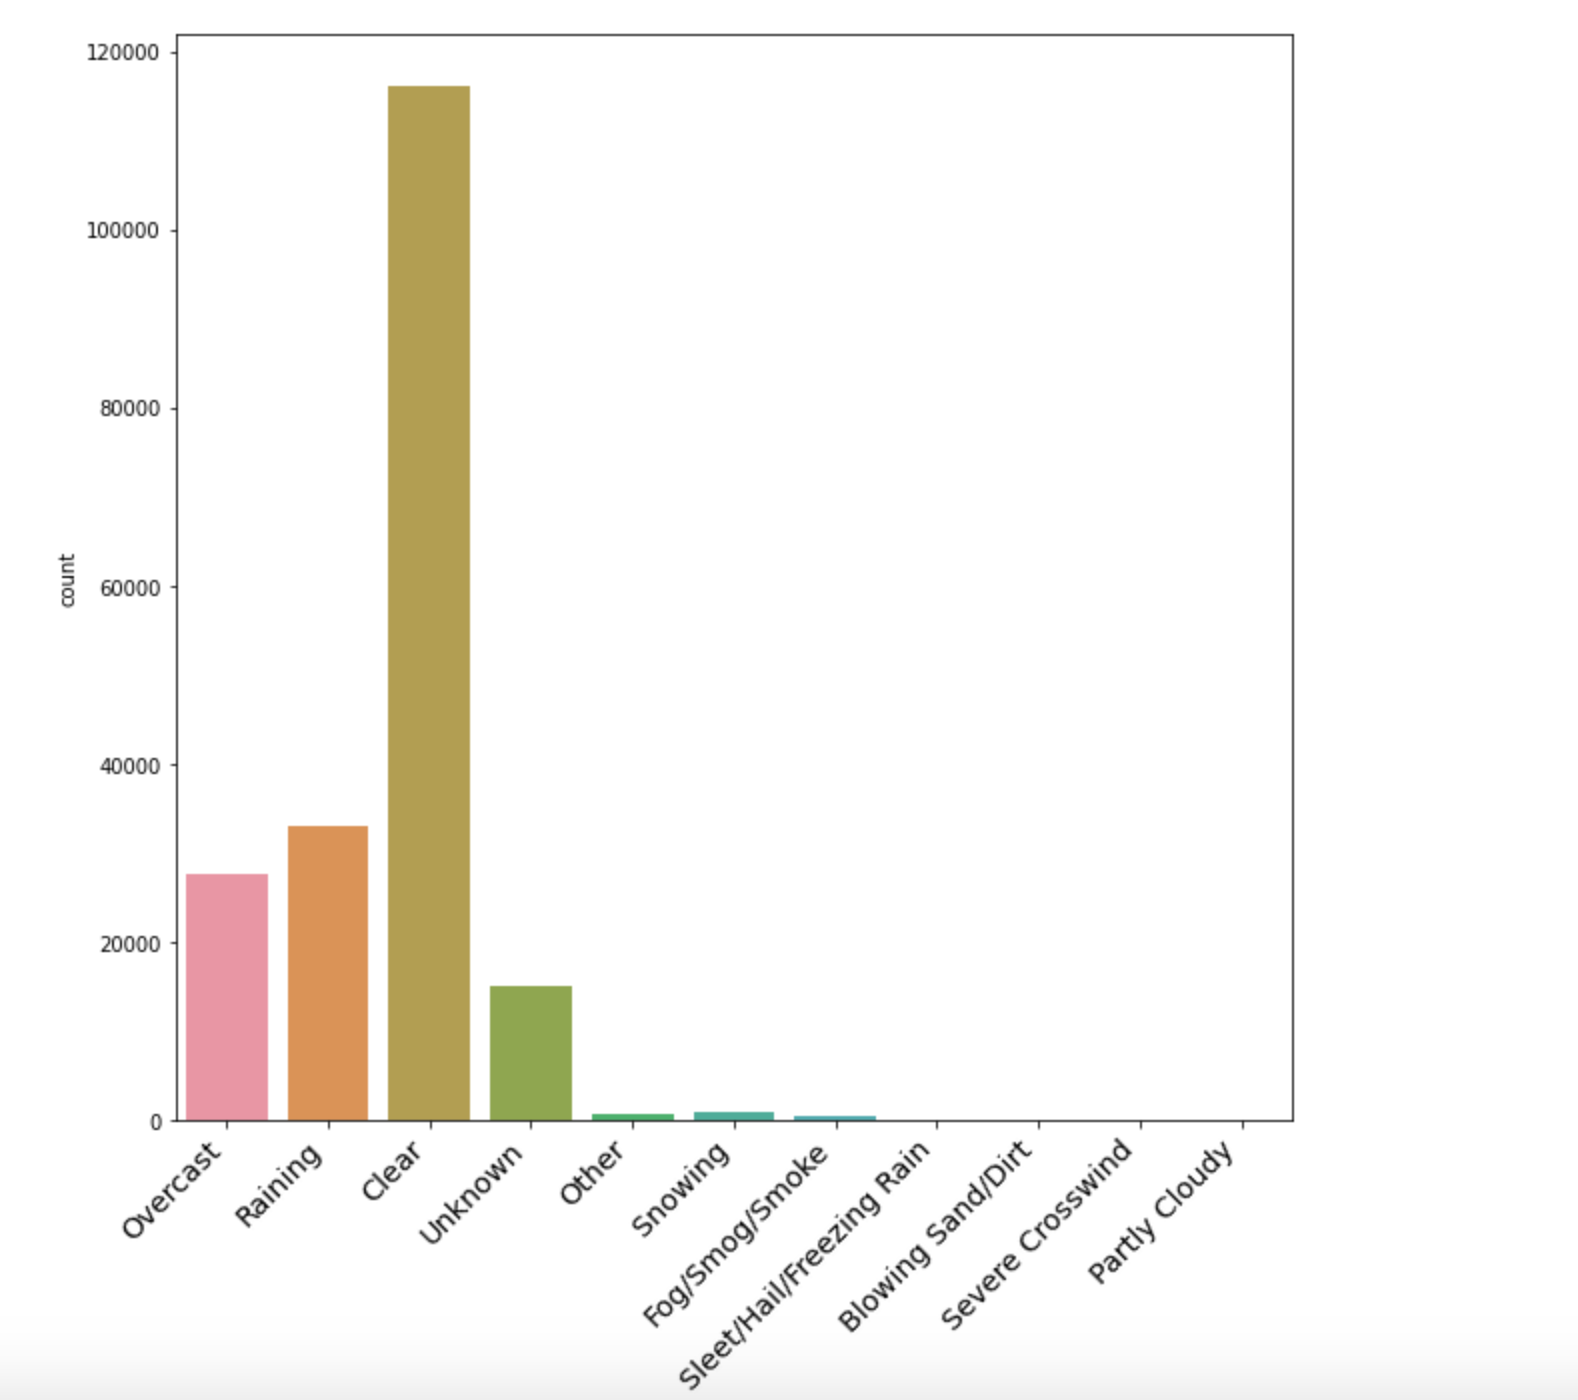 120000
100000
80000
60000
40000
20000
0
count
Overcast
Raining
Clear
Unknown
Other
Snowing
Fog/Smog/Smoke
Sleet/Hail/Freezing Rain
Blowing Sand/Dirt
Severe Crosswind
Partly Cloudy